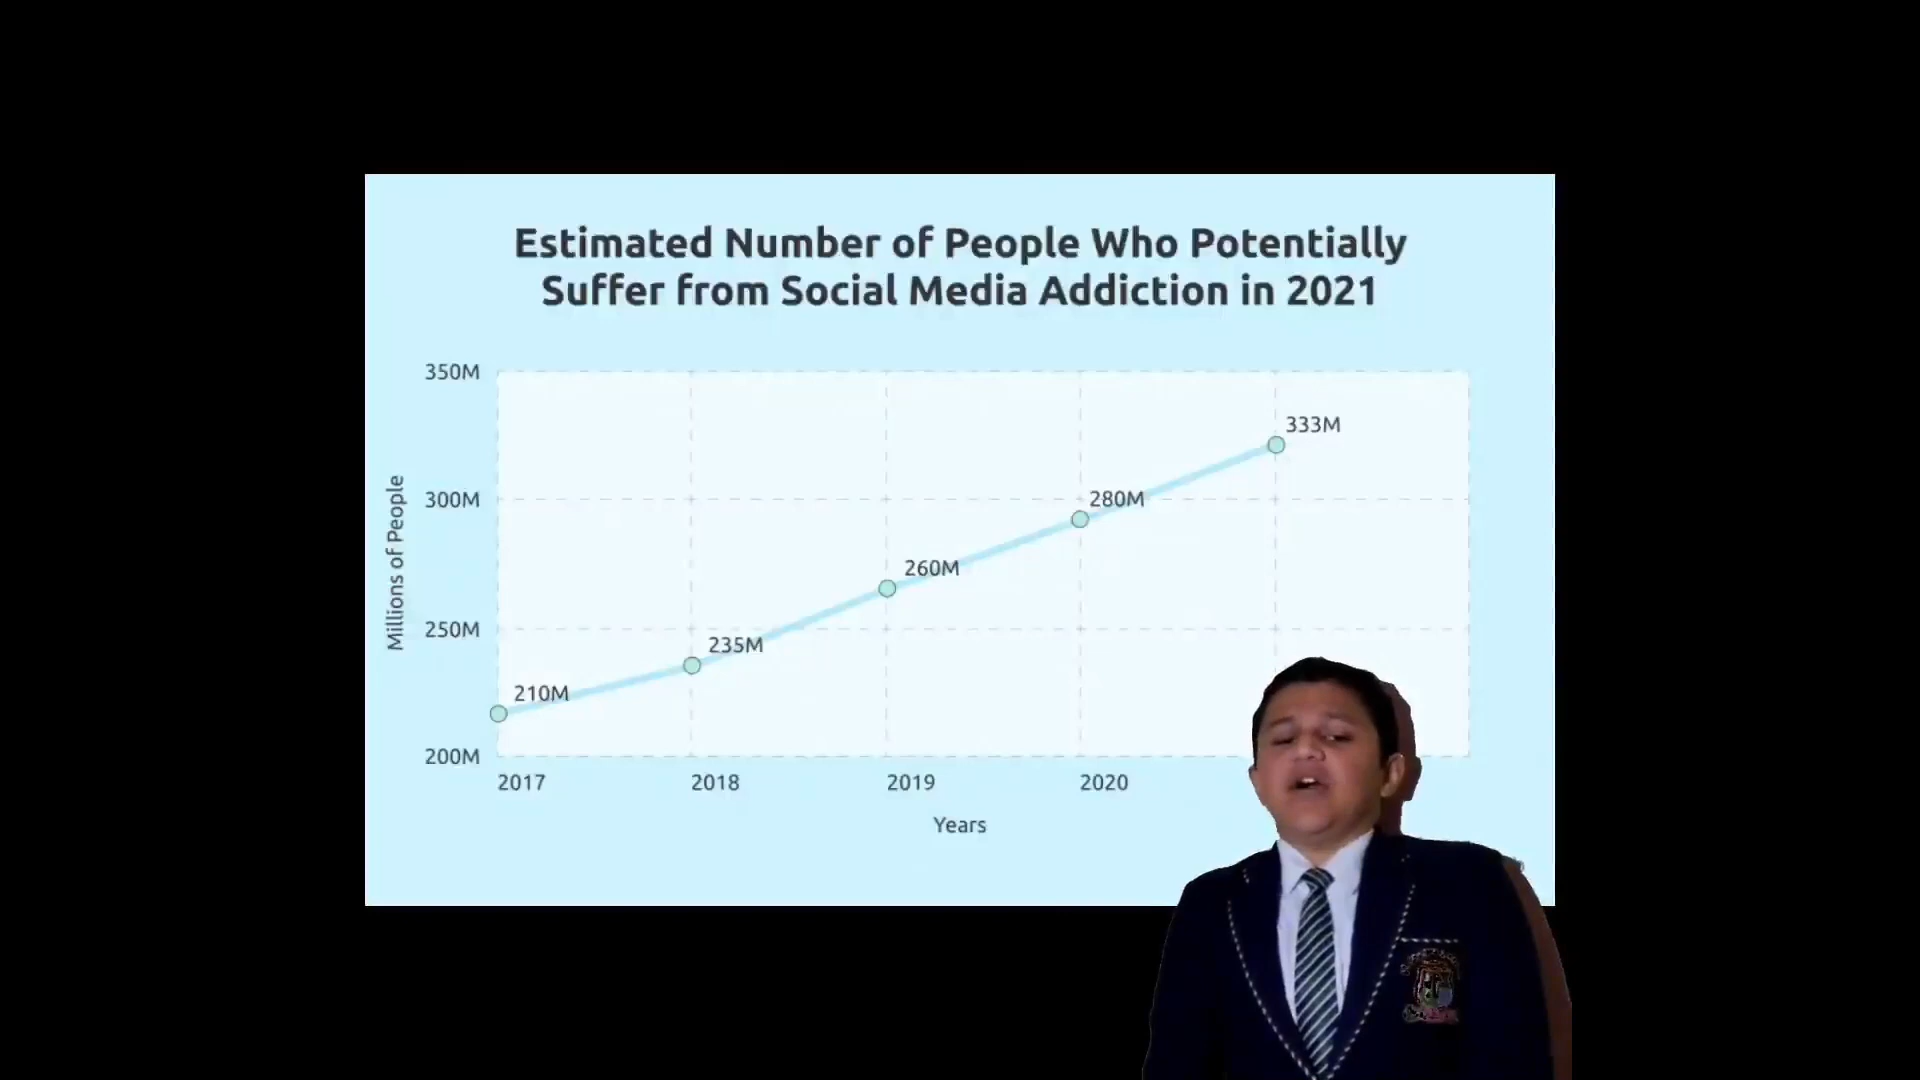 Estimated Number of People Who Potentially
Suffer from Social Media Addiction in 2021
350M
333M
300M
280M
260M
Millions of People
250M
235M
210M
200M
2017 2018 2019 2020
Years